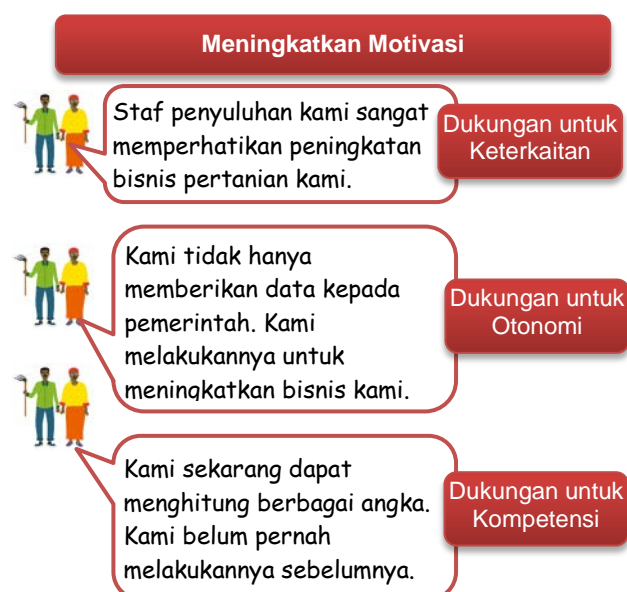 Meningkatkan Motivasi
Staf penyuluhan kami sangat
memperhatikan peningkatan
bisnis pertanian kami.
Dukungan untuk
Keterkaitan
Kami tidak hanya
memberikan data kepada
pemerintah. Kami
melakukannya untuk
meningkatkan bisnis kami.
Dukungan untuk
Otonomi
Kami sekarang dapat
menghitung berbagai angka.
Kami belum pernah
melakukannya sebelumnya.
Dukungan untuk
Kompetensi